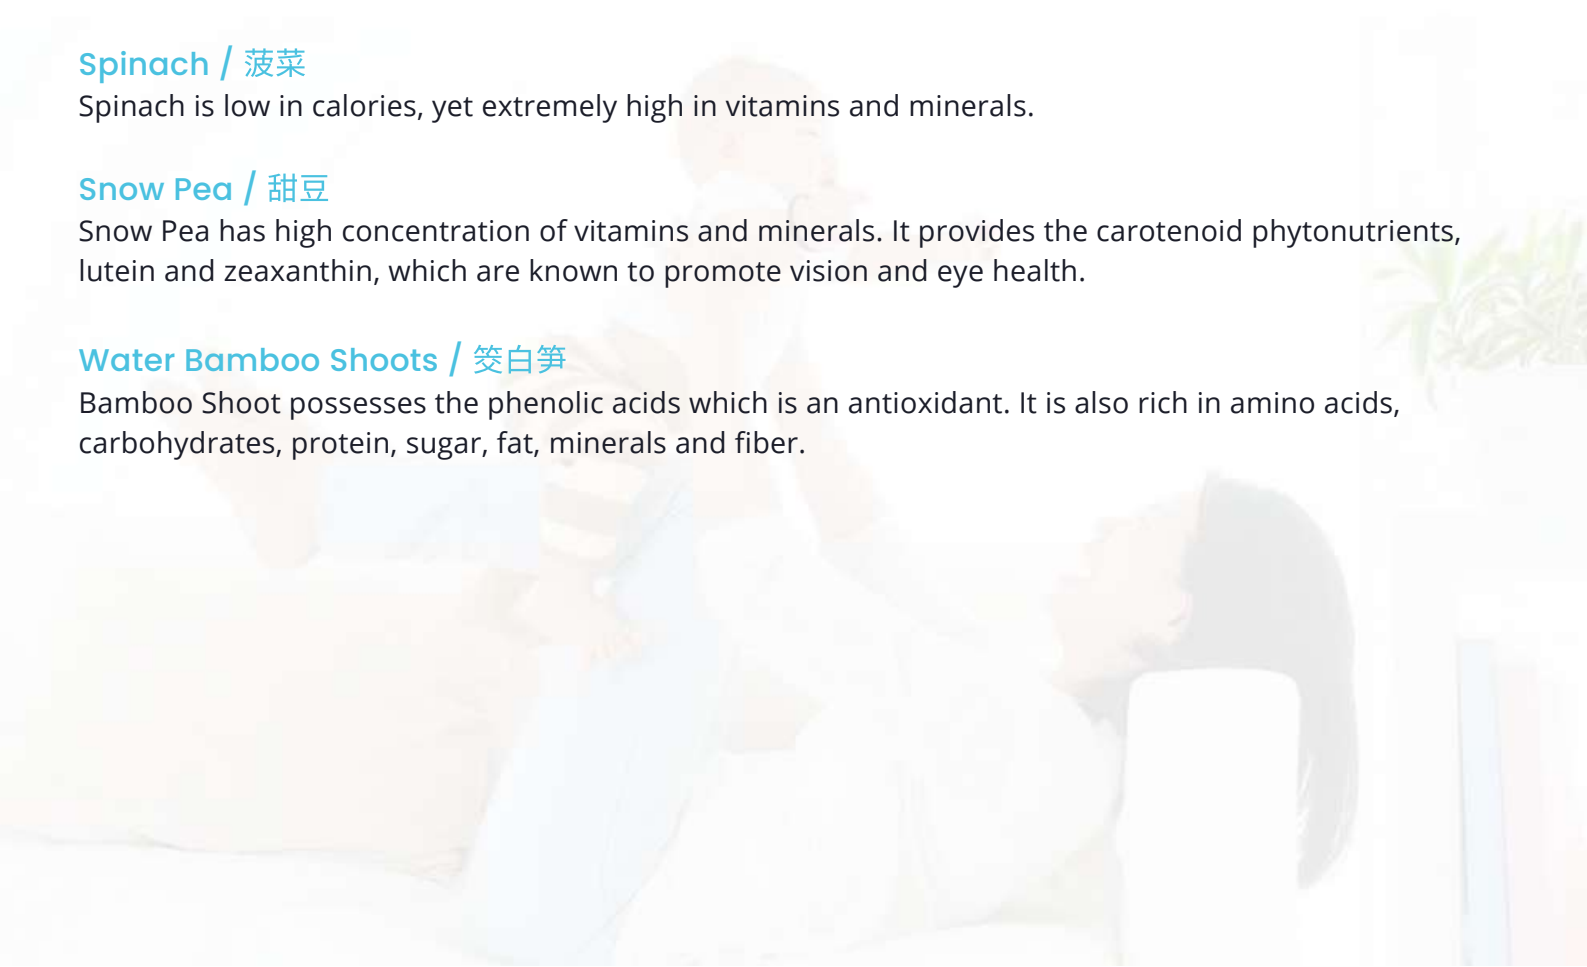 Spinach / 菠菜
Spinach is low in calories, yet extremely high in vitamins and minerals.
Snow Pea / 甜豆
Snow Pea has high concentration of vitamins and minerals. It provides the carotenoid phytonutrients,
lutein and zeaxanthin, which are known to promote vision and eye health.
Water Bamboo Shoots / 筊白笋
Bamboo Shoot possesses the phenolic acids which is an antioxidant. It is also rich in amino acids,
carbohydrates, protein, sugar, fat, minerals and fiber.